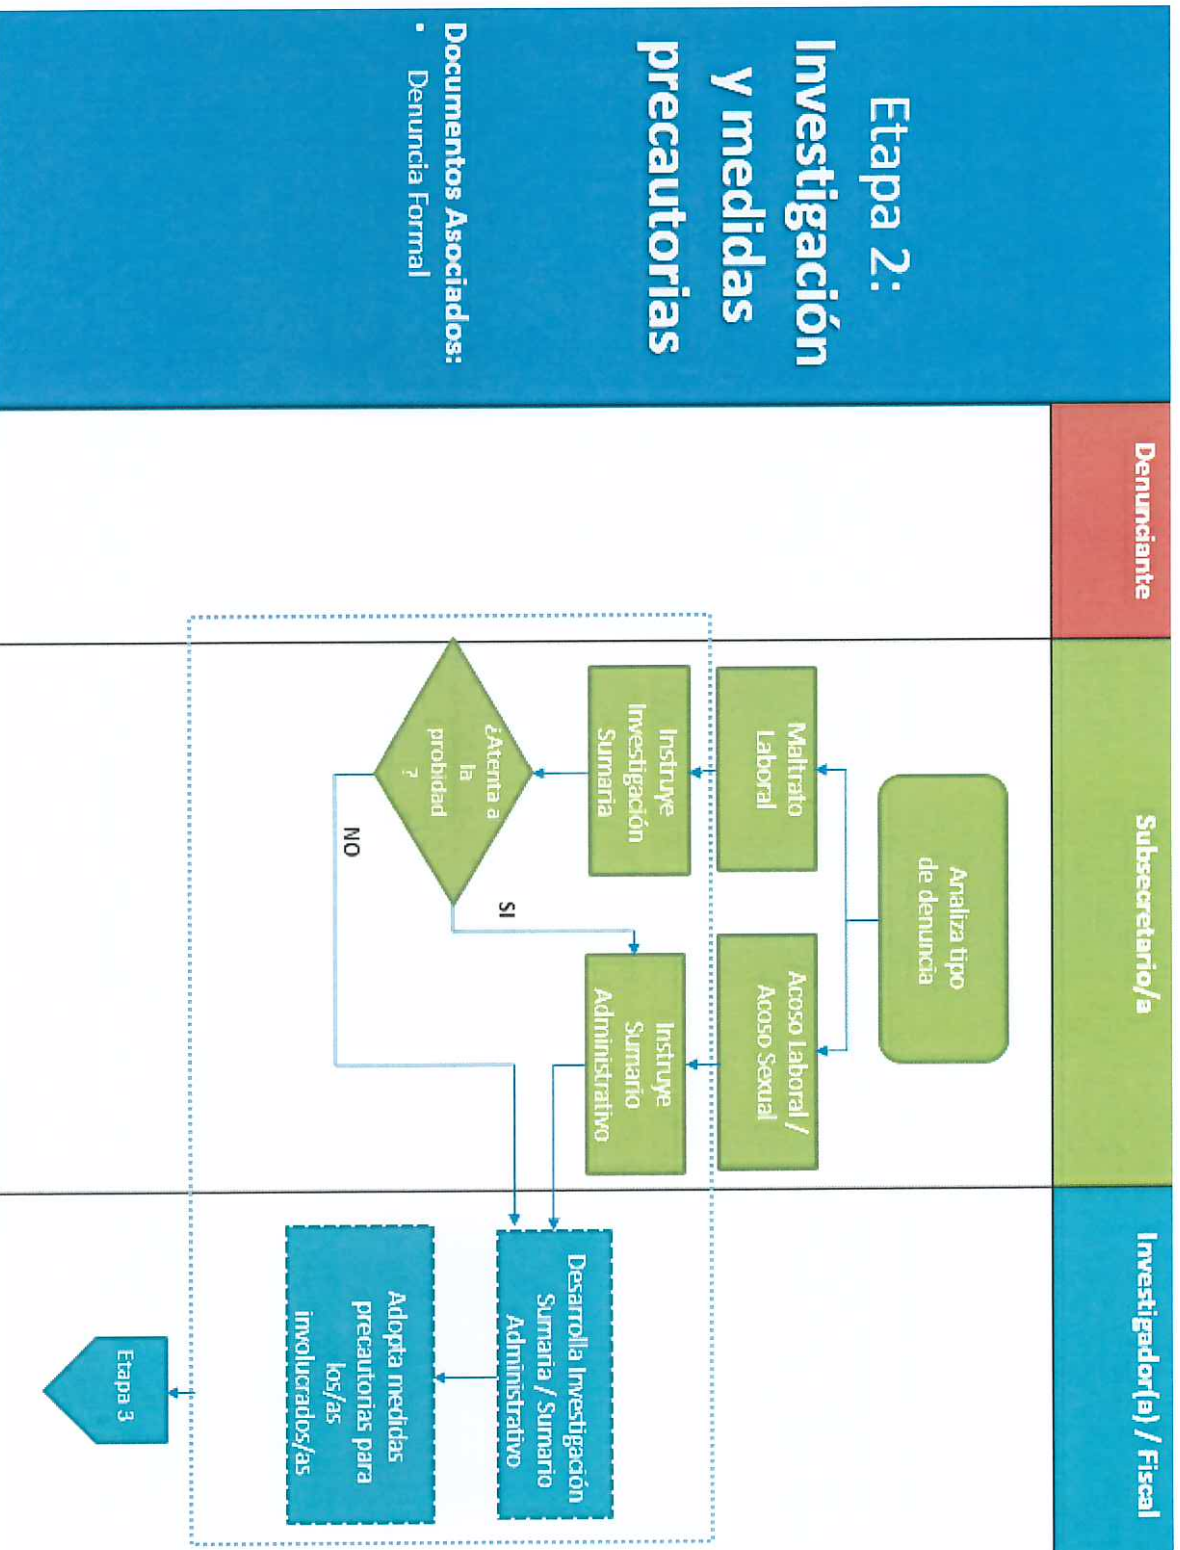 Etapa 2:
Investigación
y medidas
precautorias
Documentos Asociados:
• Denuncia Formal
Denunciante
Subsecretario/a
Investigador(a) / Fiscal
Analiza tipo
de denuncia
Maltrato
Laboral
Acoso Laboral /
Acoso Sexual
Instruye
Investigación
Sumaria
Instruye
Sumario
Administrativo
¿Atenta a
la
probidad
?
SI
NO
Desarrolla Investigación
Sumaria / Sumario
Administrativo
Adopta medidas
precautorias para
los/as
involucrados/as
Etapa 3